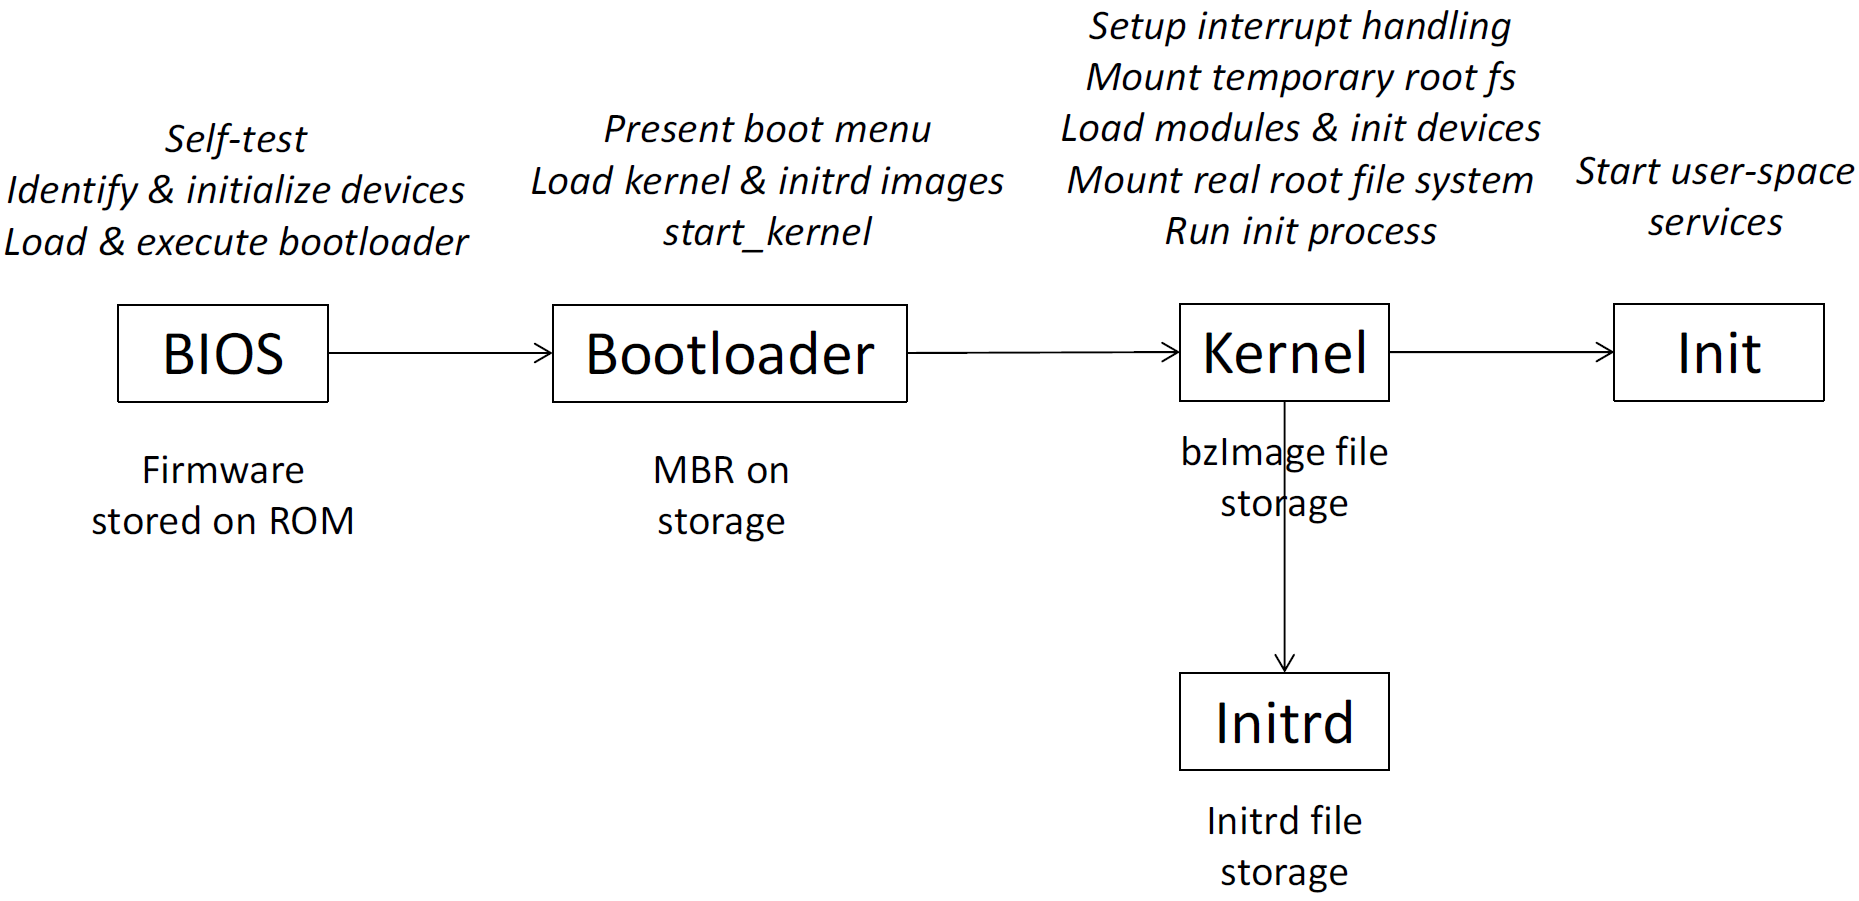 Self-test
Identify & initialize devices
Load & execute bootloader
BIOS
Firmware
stored on ROM
Present boot menu
Load kernel & initrd images
start_kernel
Bootloader
MBR on
storage
Setup interrupt handling
Mount temporary root fs
Load modules & init devices
Mount real root file system
Run init process
Kernel
bzImage file
storage
Initrd
Initrd file
storage
Start user-space
services
Init